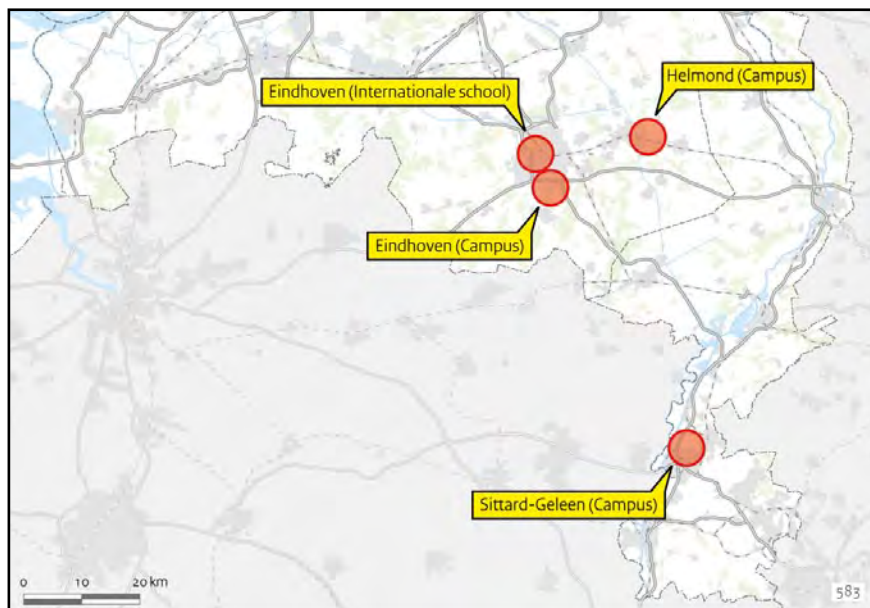 Helmond (Campus)
Eindhoven (Internationale school)
Eindhoven (Campus)
Sittard-Geleen (Campus)
0 10 20 km
583